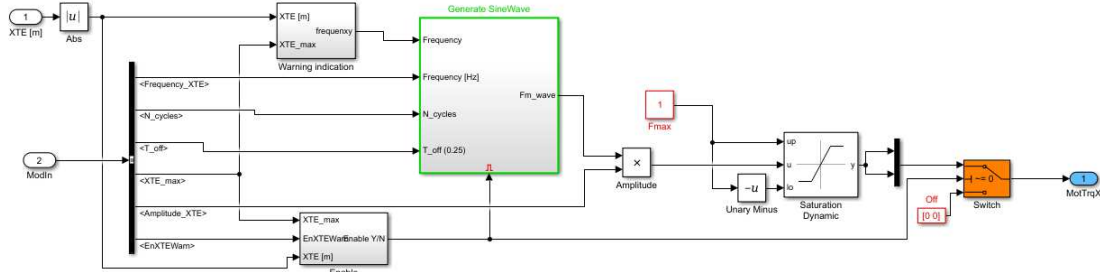 Generate SineWave
1
XTE [m]
|u|
Abs
XTE [m]
XTE_max
frequenxy
Warning indication
Frequency
Frequency [Hz]
N_cycles
T_off (0.25)
Fm_wave
<Frequency_XTE>
<N_cycles>
<T_off>
<XTE_max>
<Amplitude_XTE>
<EnXTEWarn>
2
ModIn
XTE_max
EnXTEWarn
Enable Y/N
XTE [m]
Enable
×
Amplitude
1
Fmax
-u
Unary Minus
up
u
lo
y
Saturation
Dynamic
Off
[0 0]
~= 0
Switch
1
MotTrqX